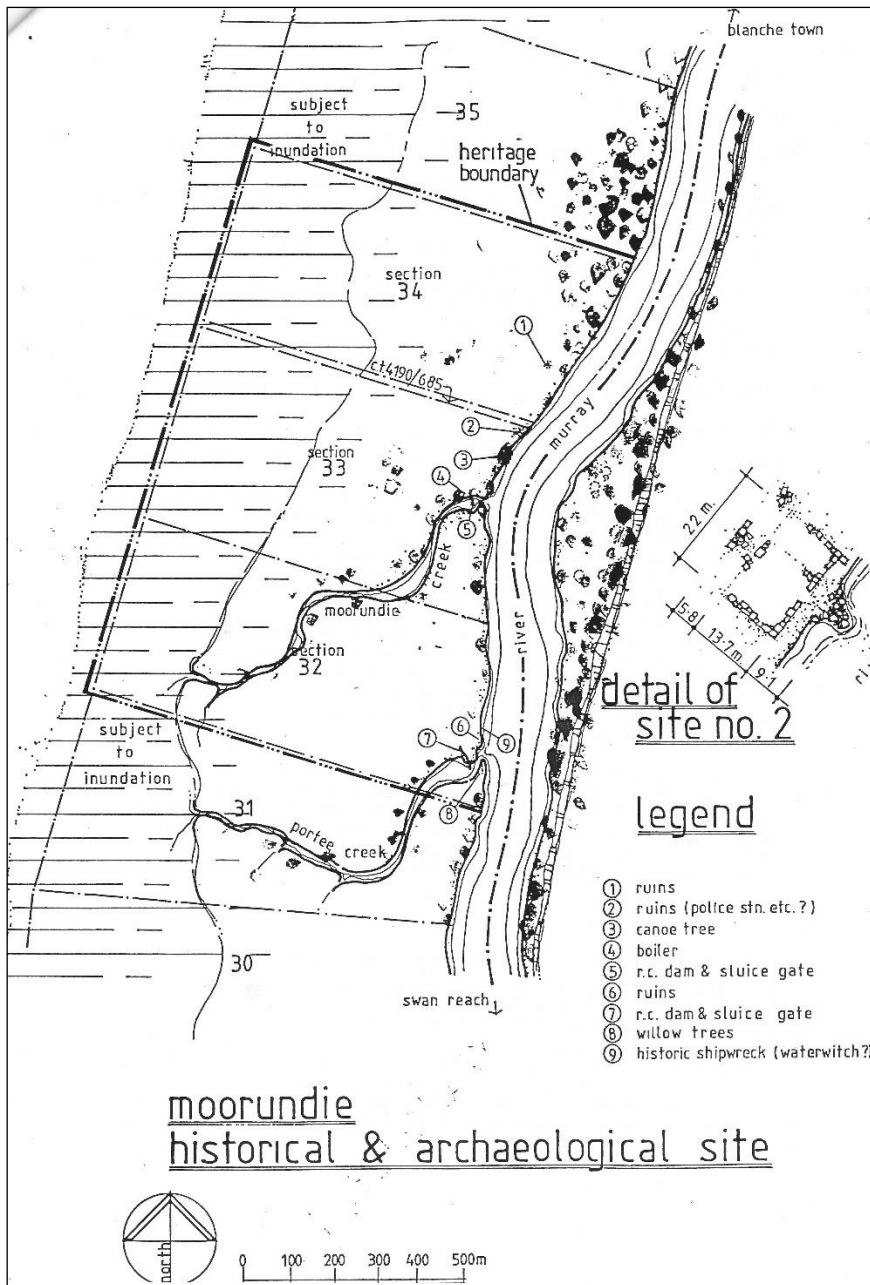 blanche town
subject
to
inundation
35
heritage
boundary
section
34
1
c.t.4190/685
2
3
murray
section
33
4
5
22 m.
creek
moorundie
river
section
32
5·8
13·7m.
9·1
detail of
site no. 2
6
7
9
subject
to
inundation
8
31
portee
creek
legend
1 ruins
2 ruins (police stn. etc.?)
3 canoe tree
4 boiler
5 r.c. dam & sluice gate
6 ruins
7 r.c. dam & sluice gate
8 willow trees
9 historic shipwreck (waterwitch?)
30
swan reach
moorundie
historical & archaeological site
north
0 100 200 300 400 500m